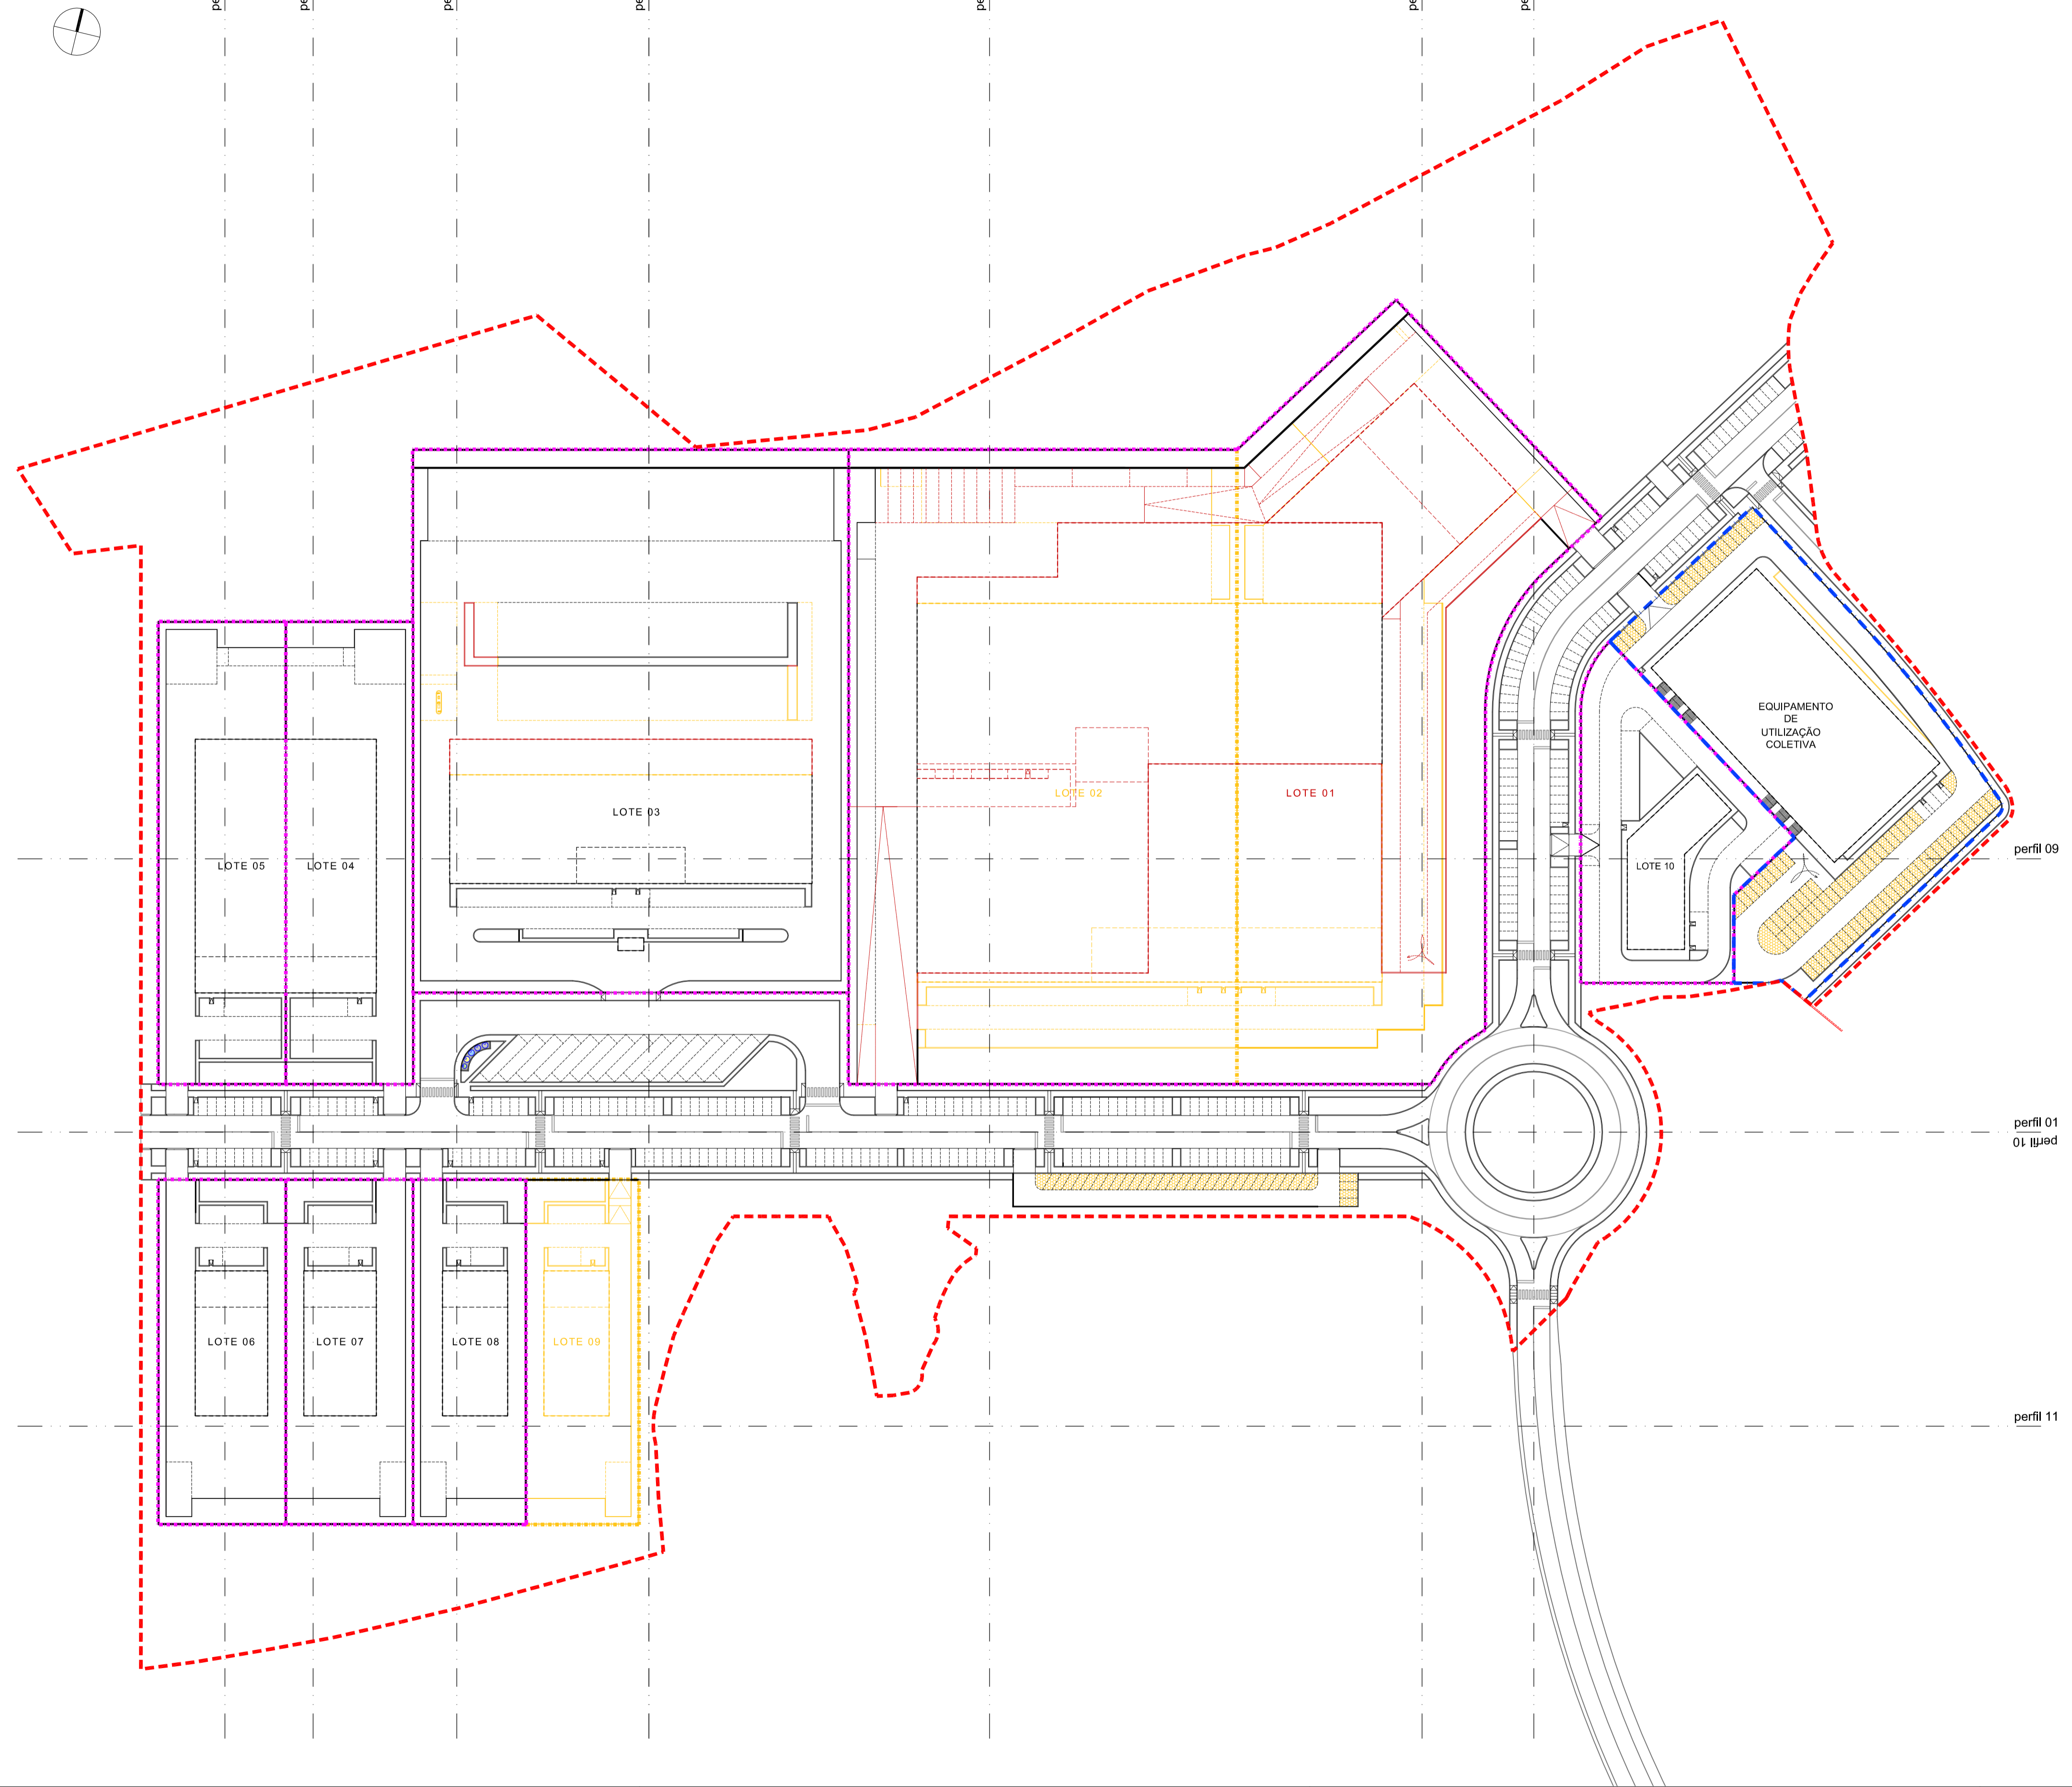 EQUIPAMENTO
DE
UTILIZAÇÃO
COLETIVA
LOTE 02
LOTE 01
LOTE 03
perfil 09
LOTE 05
LOTE 04
LOTE 10
perfil 01
perfil 10
LOTE 06
LOTE 07
LOTE 08
LOTE 09
perfil 11